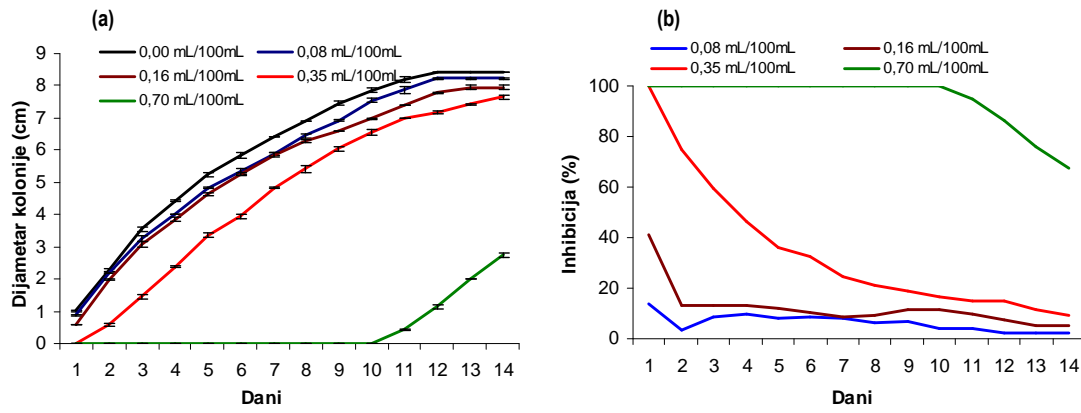 (a)
0,00 mL/100mL 0,08 mL/100mL
0,16 mL/100mL 0,35 mL/100mL
0,70 mL/100mL
Dijametar kolonije (cm)
9
8
7
6
5
4
3
2
1
0
1 2 3 4 5 6 7 8 9 10 11 12 13 14
Dani
(b)
0,08 mL/100mL 0,16 mL/100mL
0,35 mL/100mL 0,70 mL/100mL
Inhibicija (%)
100
80
60
40
20
0
1 2 3 4 5 6 7 8 9 10 11 12 13 14
Dani